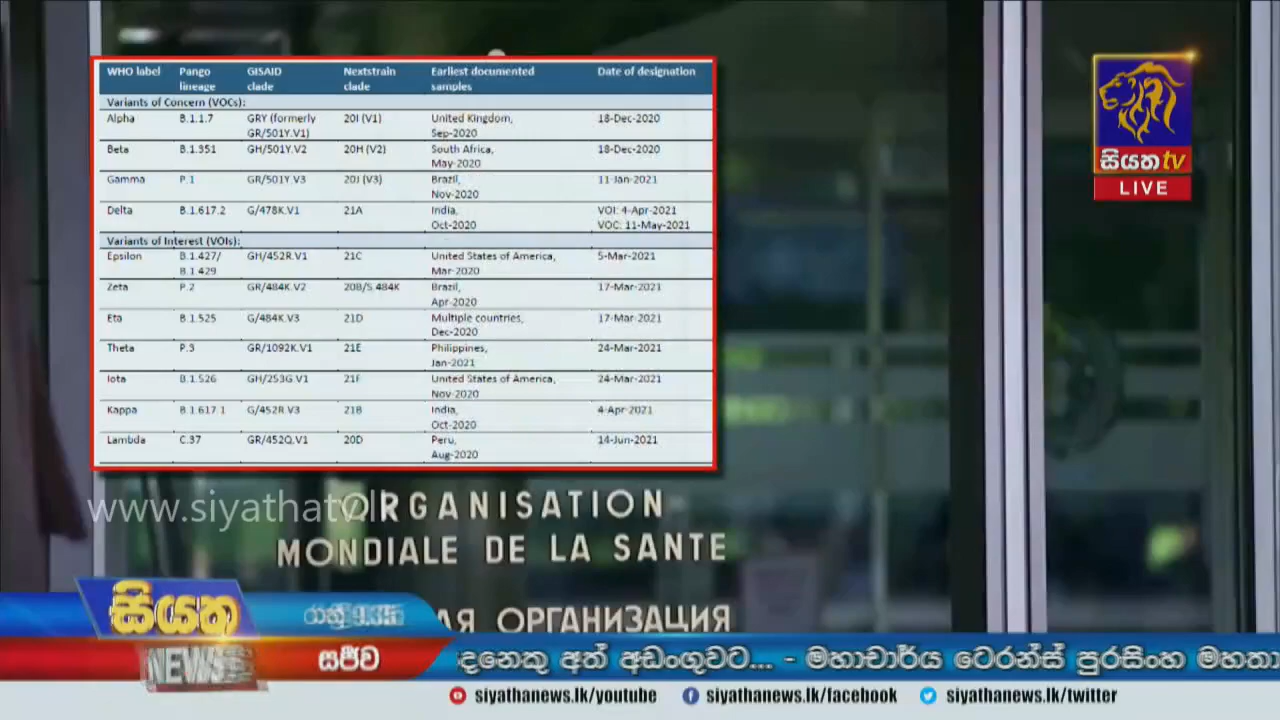 WHO label Pango lineage GISAID clade Nextstrain clade Earliest documented samples Date of designation
Variants of Concern (VOCs):
Alpha B.1.1.7 GRY (formerly GR/501Y.V1) 20I (V1) United Kingdom, Sep-2020 18-Dec-2020
Beta B.1.351 GH/501Y.V2 20H (V2) South Africa, May-2020 18-Dec-2020
Gamma P.1 GR/501Y.V3 20J (V3) Brazil, Nov-2020 11-Jan-2021
Delta B.1.617.2 G/478K.V1 21A India, Oct-2020 VOI: 4-Apr-2021 VOC: 11-May-2021
Variants of Interest (VOIs):
Epsilon B.1.427/ B.1.429 GH/452R.V1 21C United States of America, Mar-2020 5-Mar-2021
Zeta P.2 GR/484K.V2 20B/S.484K Brazil, Apr-2020 17-Mar-2021
Eta B.1.525 G/484K.V3 21D Multiple countries, Dec-2020 17-Mar-2021
Theta P.3 GR/1092K.V1 21E Philippines, Jan-2021 24-Mar-2021
Iota B.1.526 GH/253G.V1 21F United States of America, Nov-2020 24-Mar-2021
Kappa B.1.617.1 G/452R.V3 21B India, Oct-2020 4-Apr-2021
Lambda C.37 GR/452Q.V1 20D Peru, Aug-2020 14-Jun-2021
සියත tv
LIVE
www.siyathatv.l
ORGANISATION
MONDIALE DE LA SANTE
АЯ ОРГАНИЗАЦИЯ
සියත
NEWS
රාත්‍රී
සජීව
දෙනෙකු අත් අඩංගුවට... - මහාචාර්ය ටෙරන්ස් පුරසිංහ මහතා
siyathanews.lk/youtube siyathanews.lk/facebook siyathanews.lk/twitter